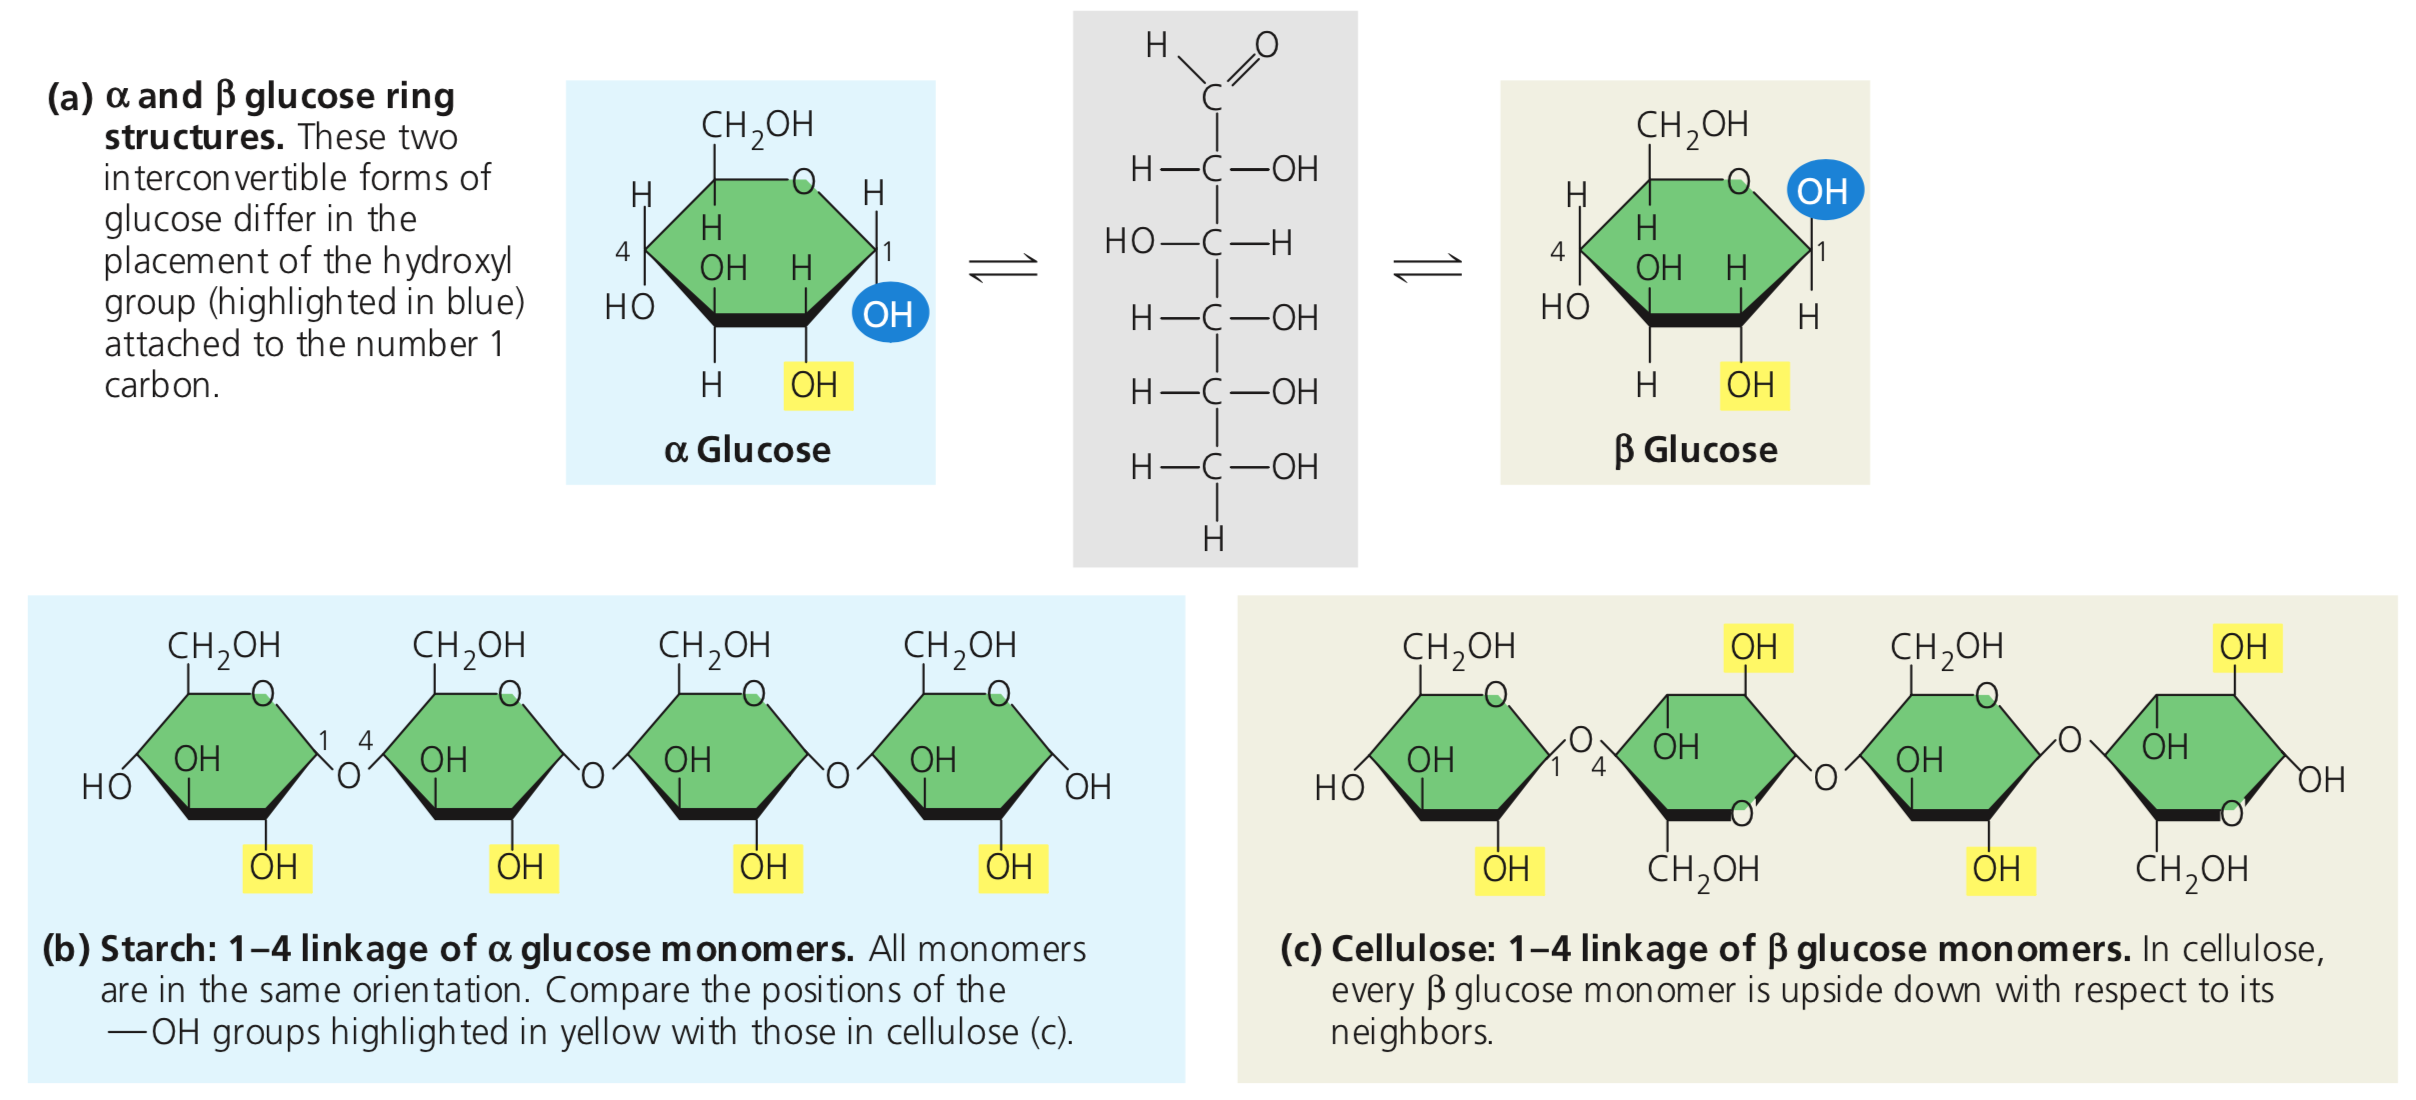 (a) α and β glucose ring
structures. These two
interconvertible forms of
glucose differ in the
placement of the hydroxyl
group (highlighted in blue)
attached to the number 1
carbon.
CH2OH
H O H
H
4 OH H 1
HO OH
H OH
α Glucose
H O
C
H C OH
HO C H
H C OH
H C OH
H C OH
H
CH2OH
H O OH
H
4 OH H 1
HO H
H OH
β Glucose
CH2OH CH2OH CH2OH CH2OH
O O O O
1 4
OH OH OH OH
HO O O O OH
OH OH OH OH
(b) Starch: 1–4 linkage of α glucose monomers. All monomers
are in the same orientation. Compare the positions of the
—OH groups highlighted in yellow with those in cellulose (c).
CH2OH OH CH2OH OH
O O
O OH O OH
OH 1 4 OH
HO O OH
O O
OH CH2OH OH CH2OH
(c) Cellulose: 1–4 linkage of β glucose monomers. In cellulose,
every β glucose monomer is upside down with respect to its
neighbors.